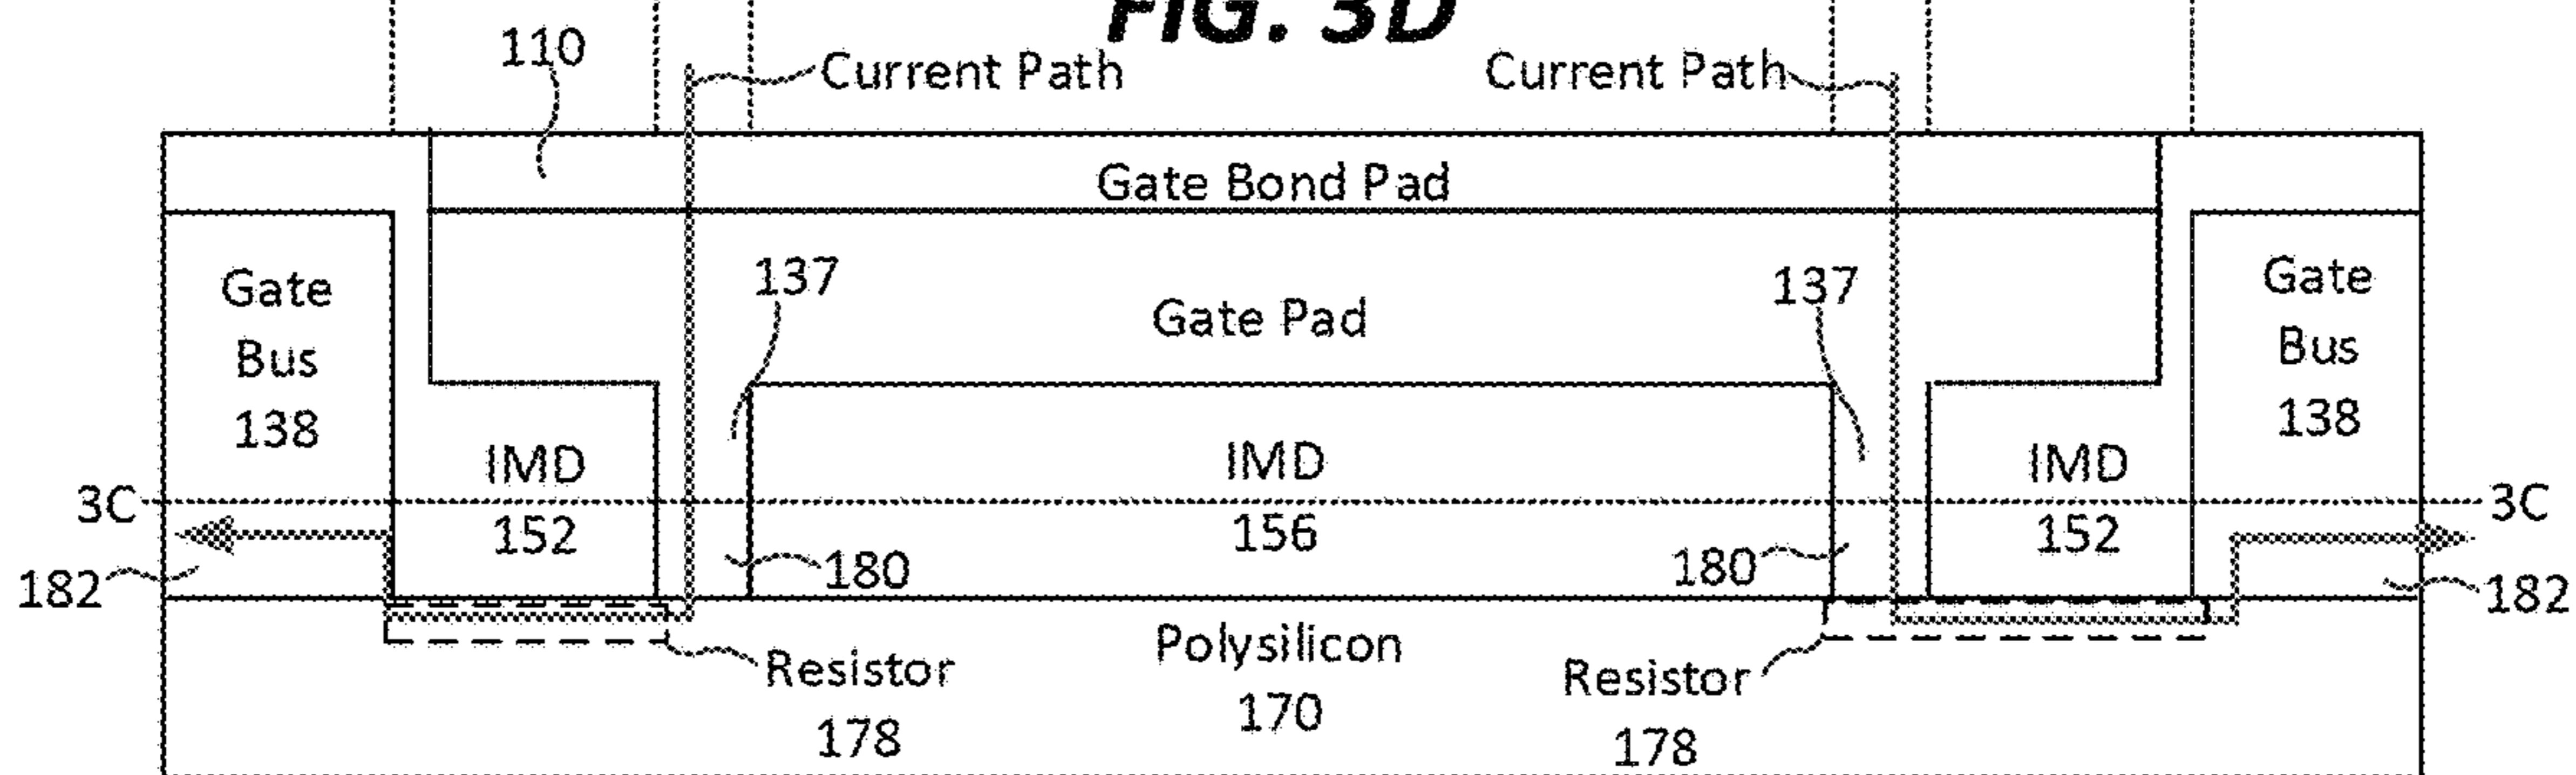 FIG. 3D
110
Current Path
Current Path
Gate Bond Pad
137
137
Gate
Bus
138
Gate Pad
Gate
Bus
138
IMD
152
IMD
156
IMD
152
3C
3C
180
180
182
182
Resistor
178
Polysilicon
170
Resistor
178